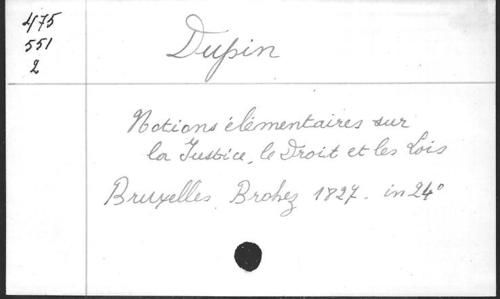 475
551
2
Dupin
Notions élémentaires sur
la Justice, le Droit et les Lois
Bruxelles, Brohez 1827. in 24°